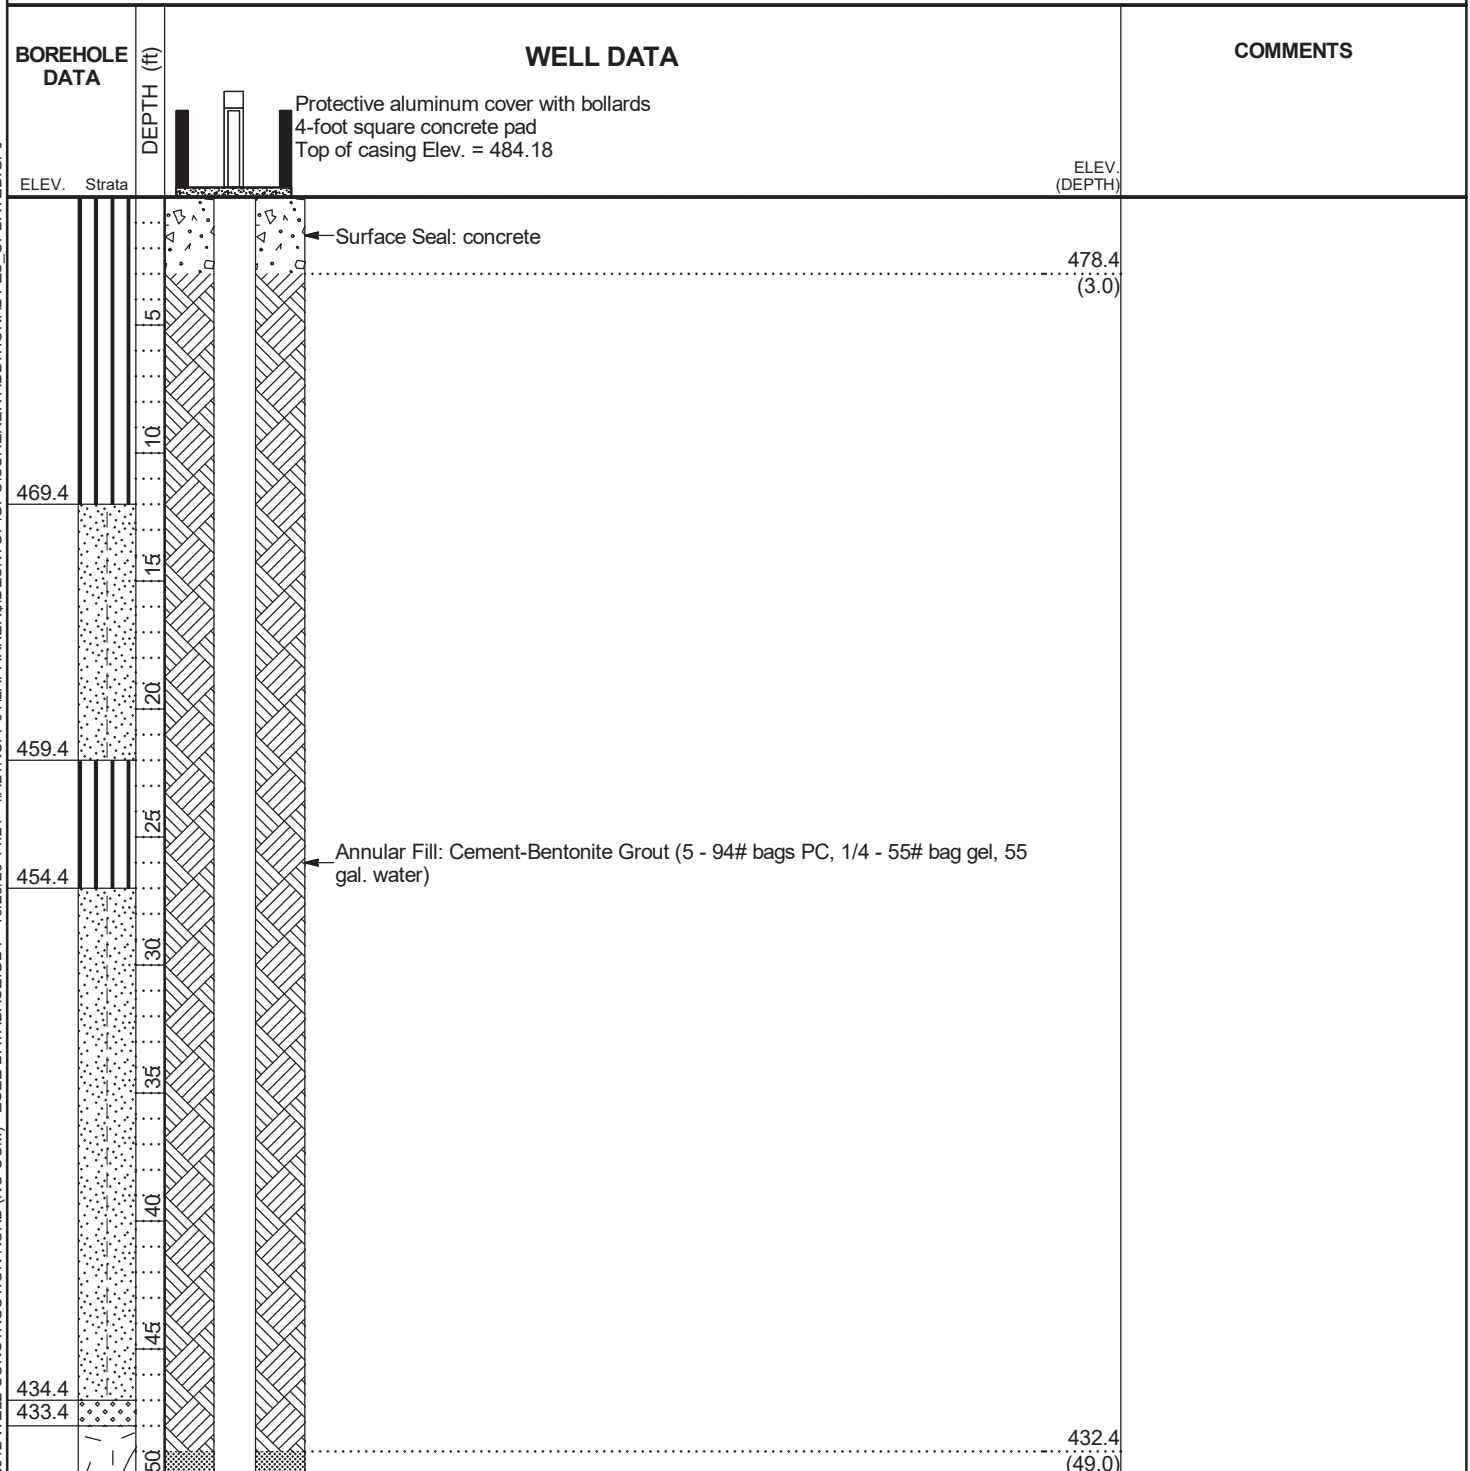 BOREHOLE
DATA
DEPTH (ft)
WELL DATA
COMMENTS
Protective aluminum cover with bollards
4-foot square concrete pad
Top of casing Elev. = 484.18
ELEV.
(DEPTH)
ELEV. Strata
Surface Seal: concrete
478.4
(3.0)
5
10
469.4
15
20
459.4
25
Annular Fill: Cement-Bentonite Grout (5 - 94# bags PC, 1/4 - 55# bag gel, 55
gal. water)
454.4
30
35
40
45
434.4
433.4
432.4
(49.0)
50